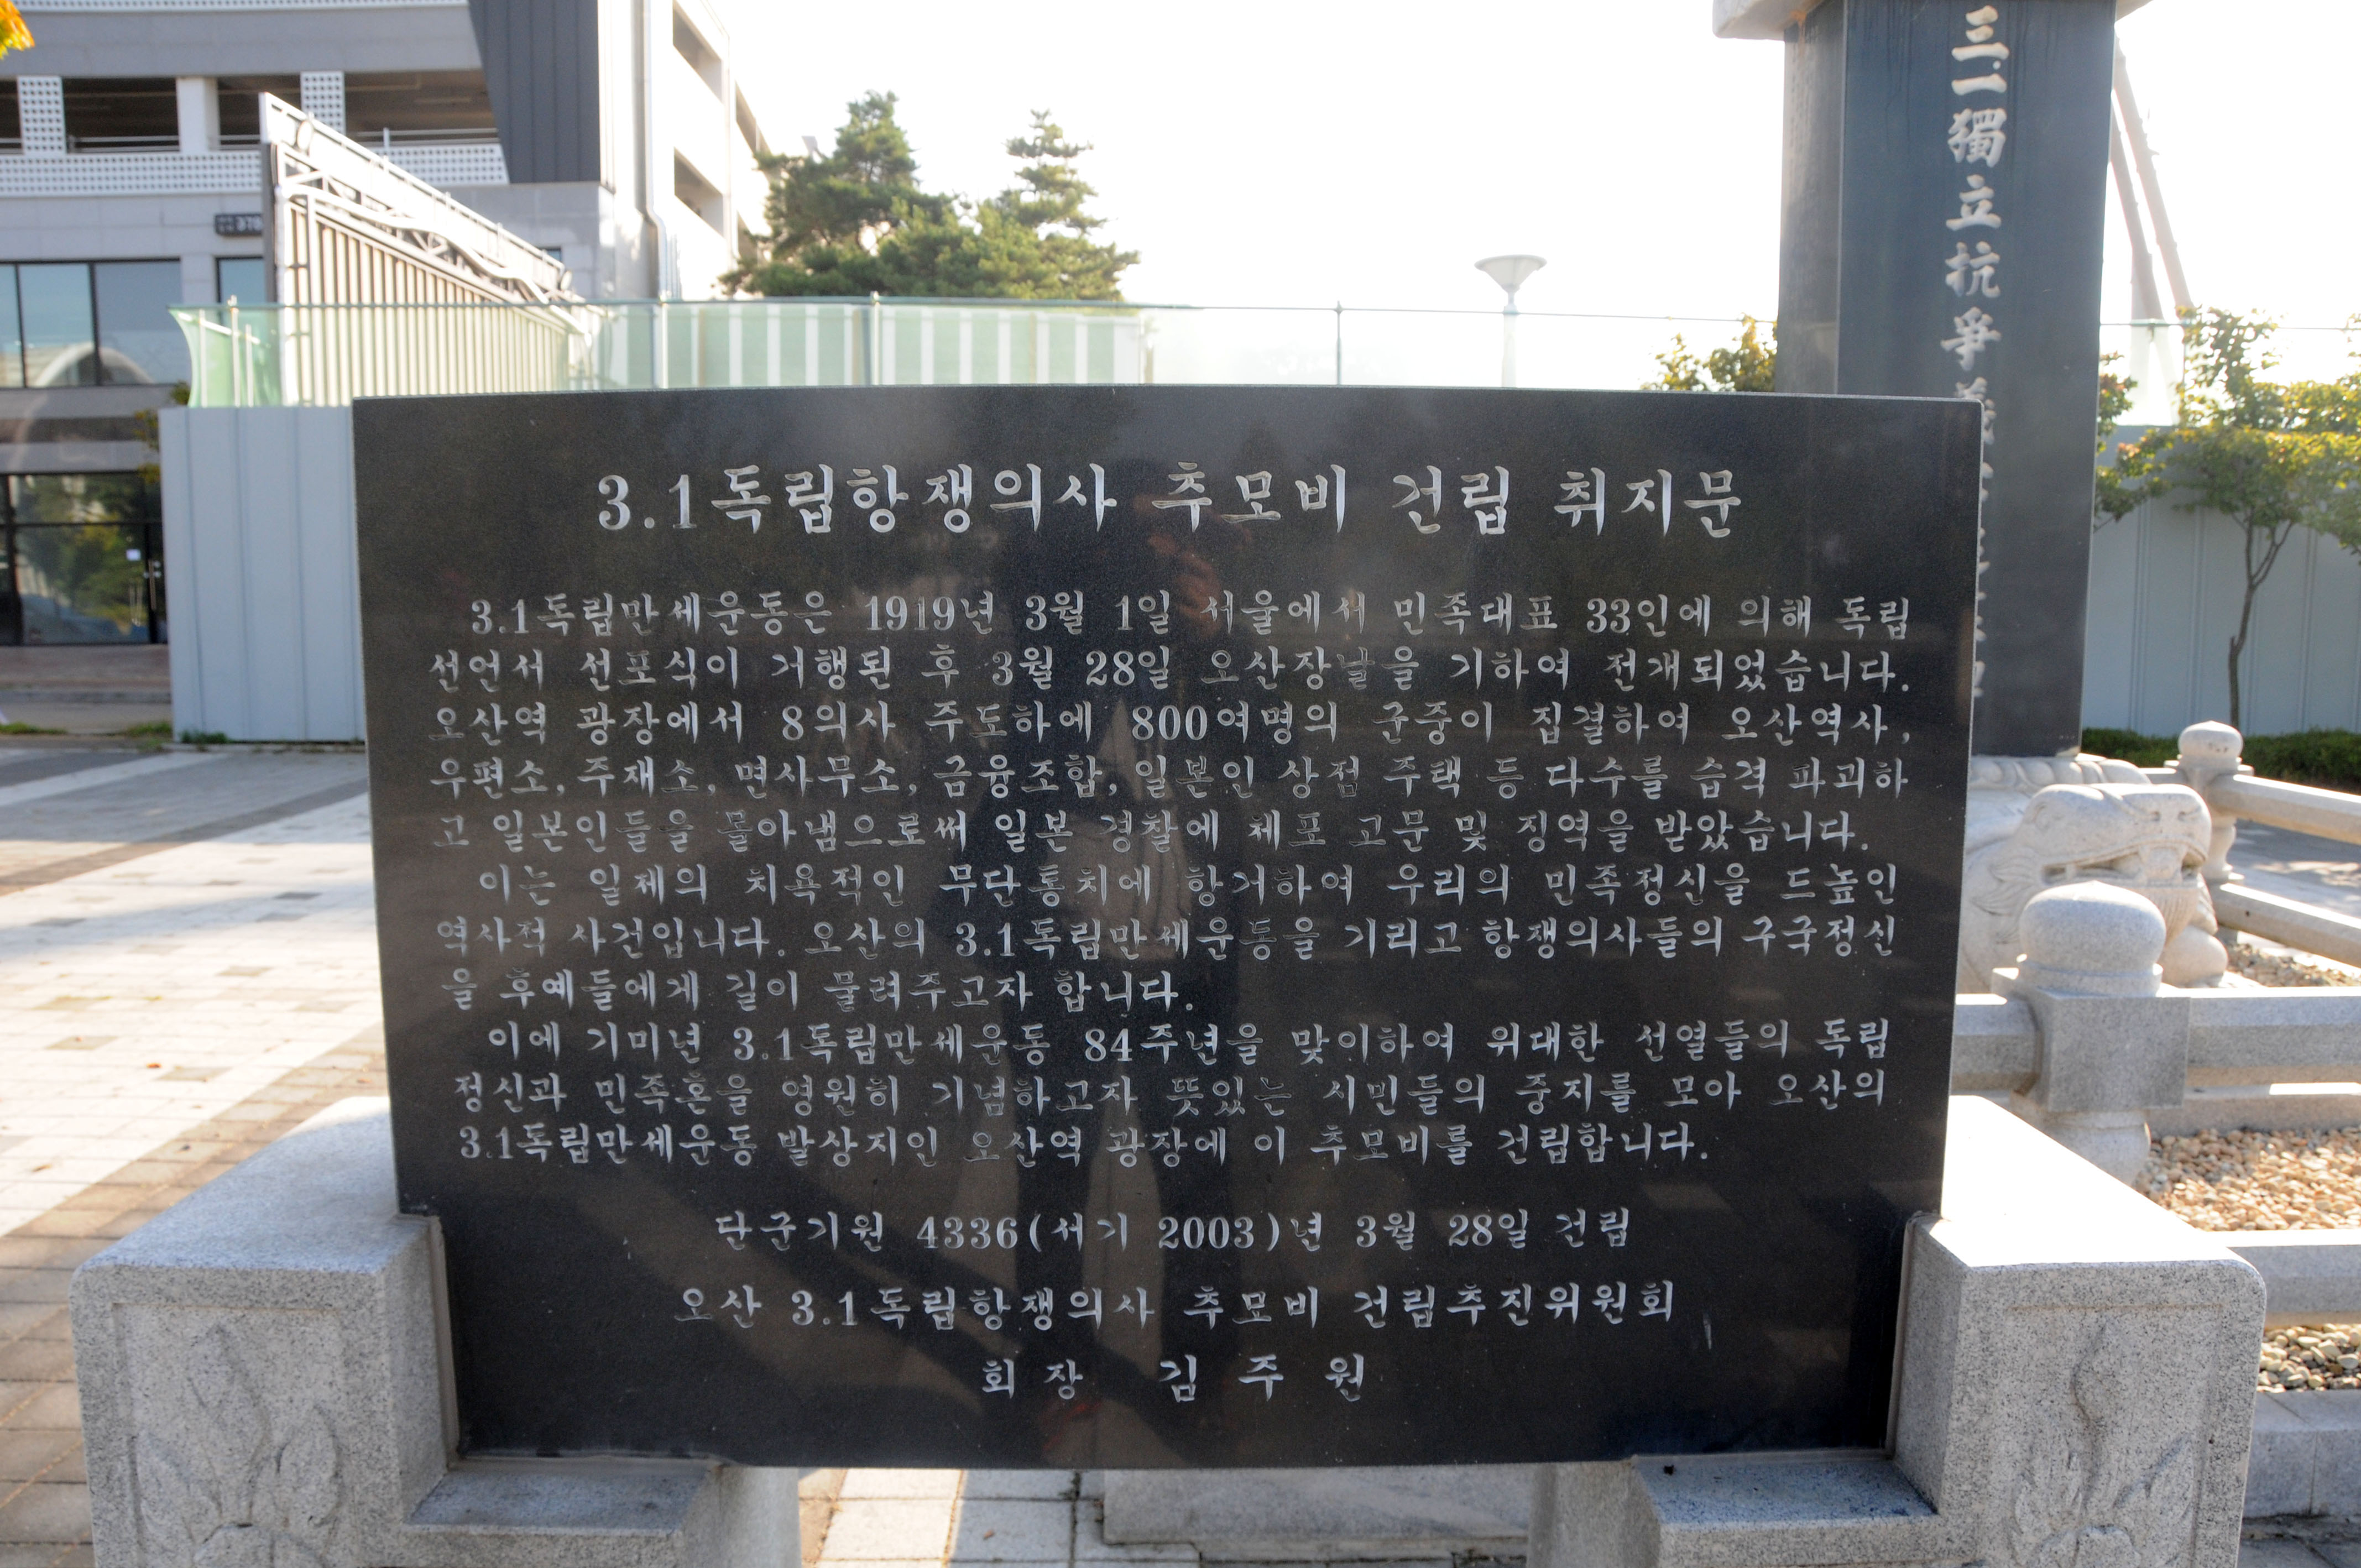 3.1독립항쟁의사 추모비 건립 취지문
3.1독립만세운동은 1919년 3월 1일 서울에서 민족대표 33인에 의해 독립
선언서 선포식이 거행된 후 3월 28일 오산장날을 기하여 전개되었습니다.
오산역 광장에서 8의사 주도하에 800여명의 군중이 집결하여 오산역사,
우편소, 주재소, 면사무소, 금융조합, 일본인 상점 주택 등 다수를 습격 파괴하
고 일본인들을 몰아냄으로써 일본 경찰에 체포 고문 및 징역을 받았습니다.
이는 일제의 치욕적인 무단통치에 항거하여 우리의 민족정신을 드높인
역사적 사건입니다. 오산의 3.1독립만세운동을 기리고 항쟁의사들의 구국정신
을 후예들에게 길이 물려주고자 합니다.
이에 기미년 3.1독립만세운동 84주년을 맞이하여 위대한 선열들의 독립
정신과 민족혼을 영원히 기념하고자 뜻있는 시민들의 중지를 모아 오산의
3.1독립만세운동 발상지인 오산역 광장에 이 추모비를 건립합니다.
단군기원 4336(서기 2003)년 3월 28일 건립
오산 3.1독립항쟁의사 추모비 건립추진위원회
회장 김주원
三·一獨立抗爭義